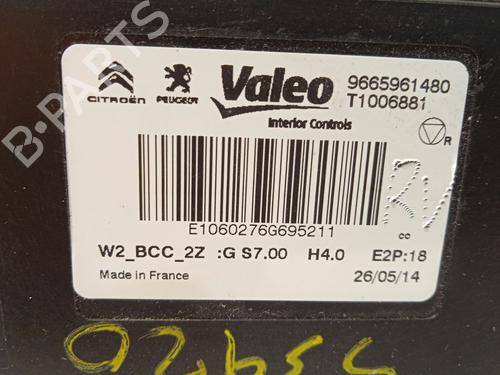 B-PARTS
CITROËN PEUGEOT Valeo 9665961480
T1006881
Interior Controls
R
E1060276G695211
cc
W2_BCC_2Z :G S7.00 H4.0 E2P:18
Made in France 26/05/14